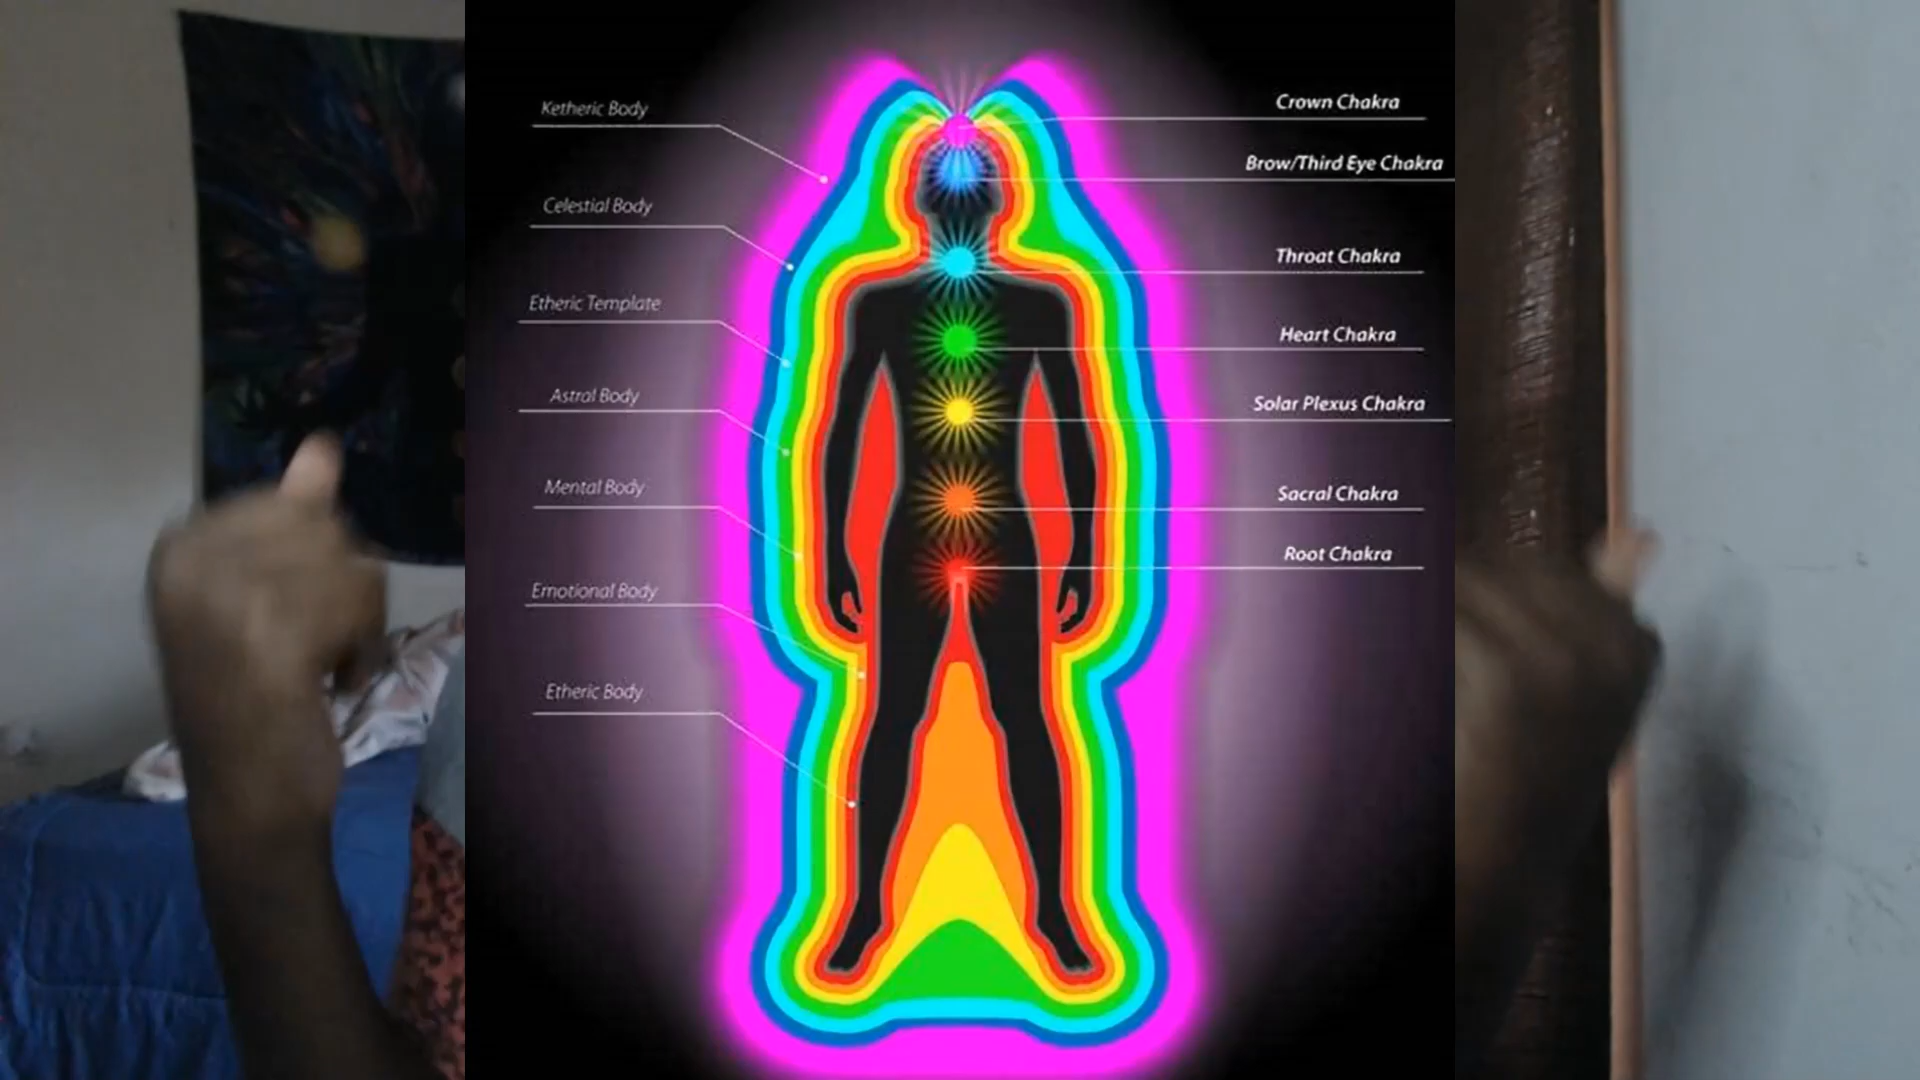 Ketheric Body
Celestial Body
Etheric Template
Astral Body
Mental Body
Emotional Body
Etheric Body
Crown Chakra
Brow/Third Eye Chakra
Throat Chakra
Heart Chakra
Solar Plexus Chakra
Sacral Chakra
Root Chakra